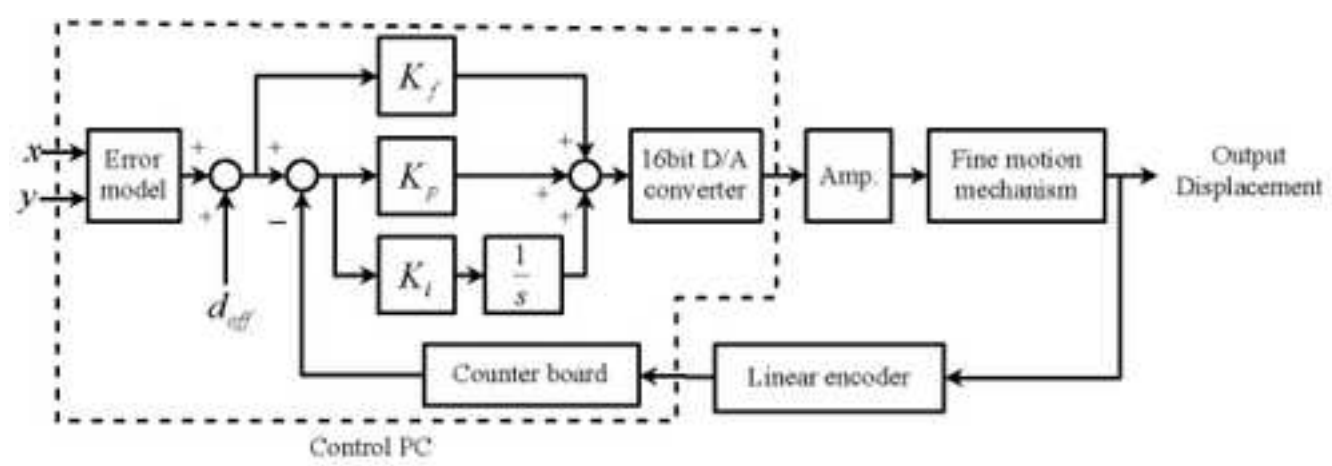 x
y
Error
model
+
+
d_off
+
−
K_f
K_p
K_i
1
s
+
+
+
16bit D/A
converter
Amp.
Fine motion
mechanism
Output
Displacement
Counter board
Linear encoder
Control PC